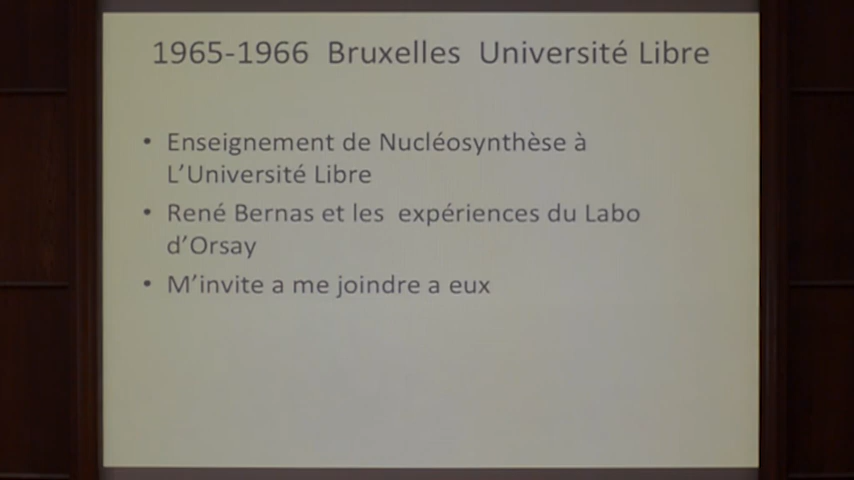 1965-1966 Bruxelles Université Libre
• Enseignement de Nucléosynthèse à
L'Université Libre
• René Bernas et les expériences du Labo
d'Orsay
• M'invite a me joindre a eux